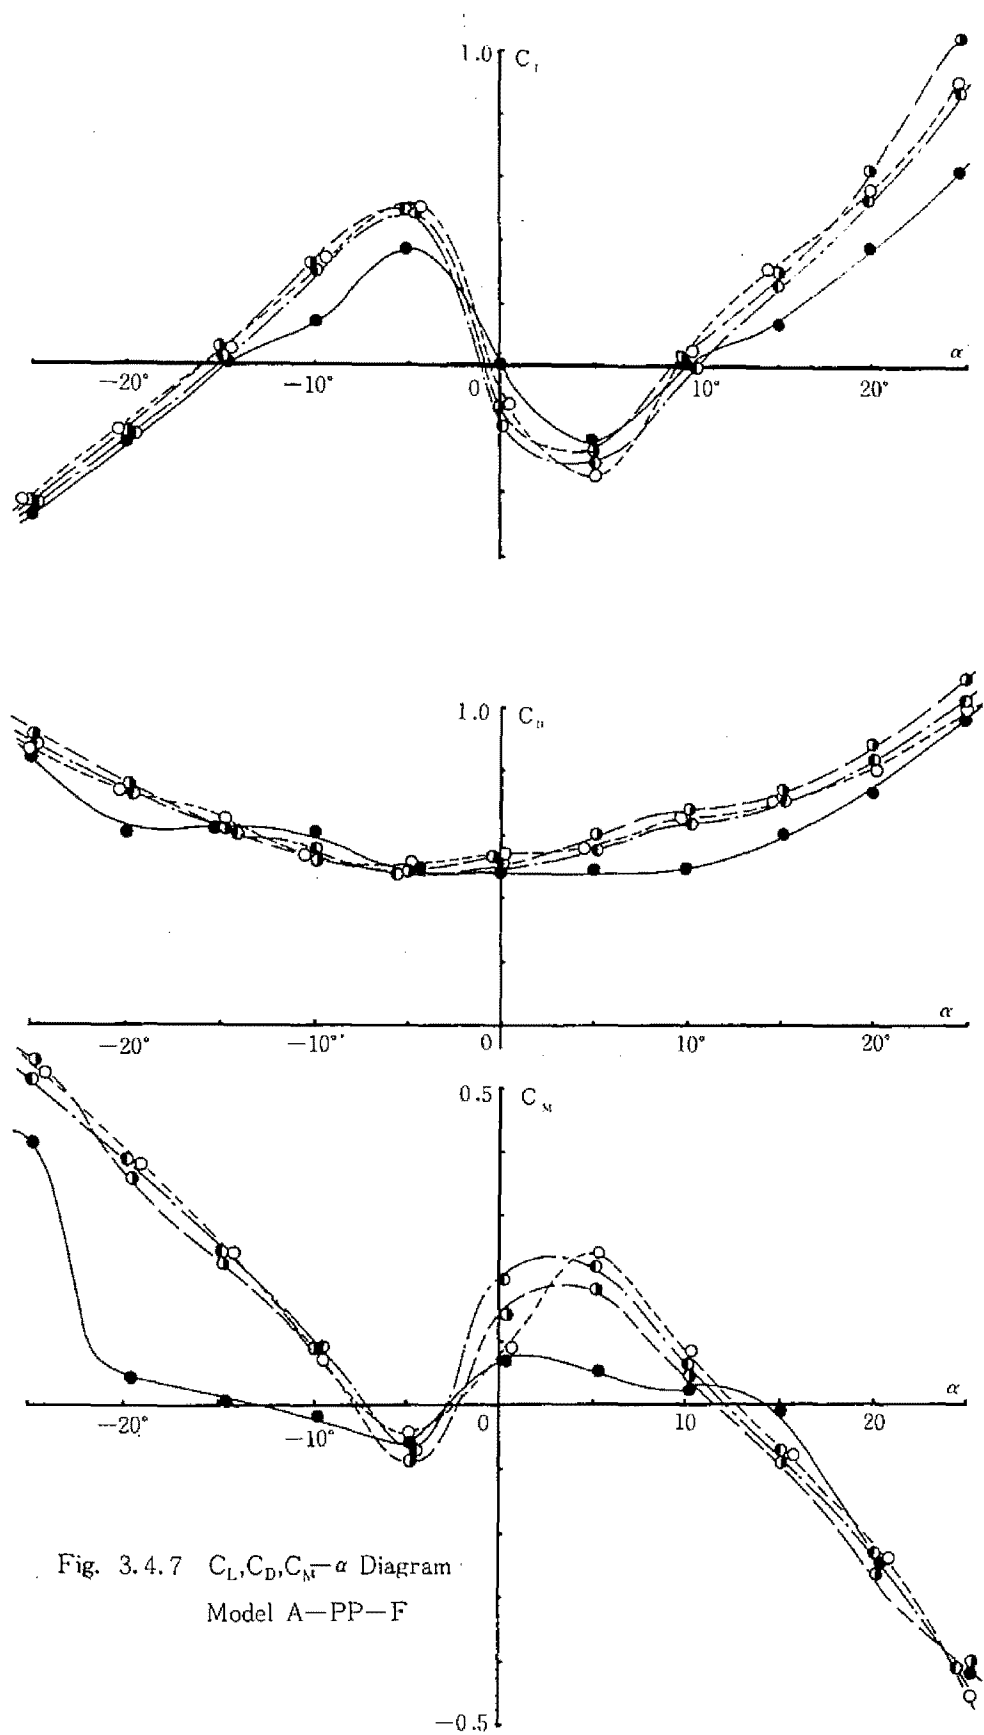 1.0 C_L
α
−20° −10° 0 10° 20°
1.0 C_D
α
−20° −10° 0 10° 20°
0.5 C_M
α
−20° −10° 0 10 20
−0.5
Fig. 3.4.7 C_L,C_D,C_M−α Diagram
Model A−PP−F